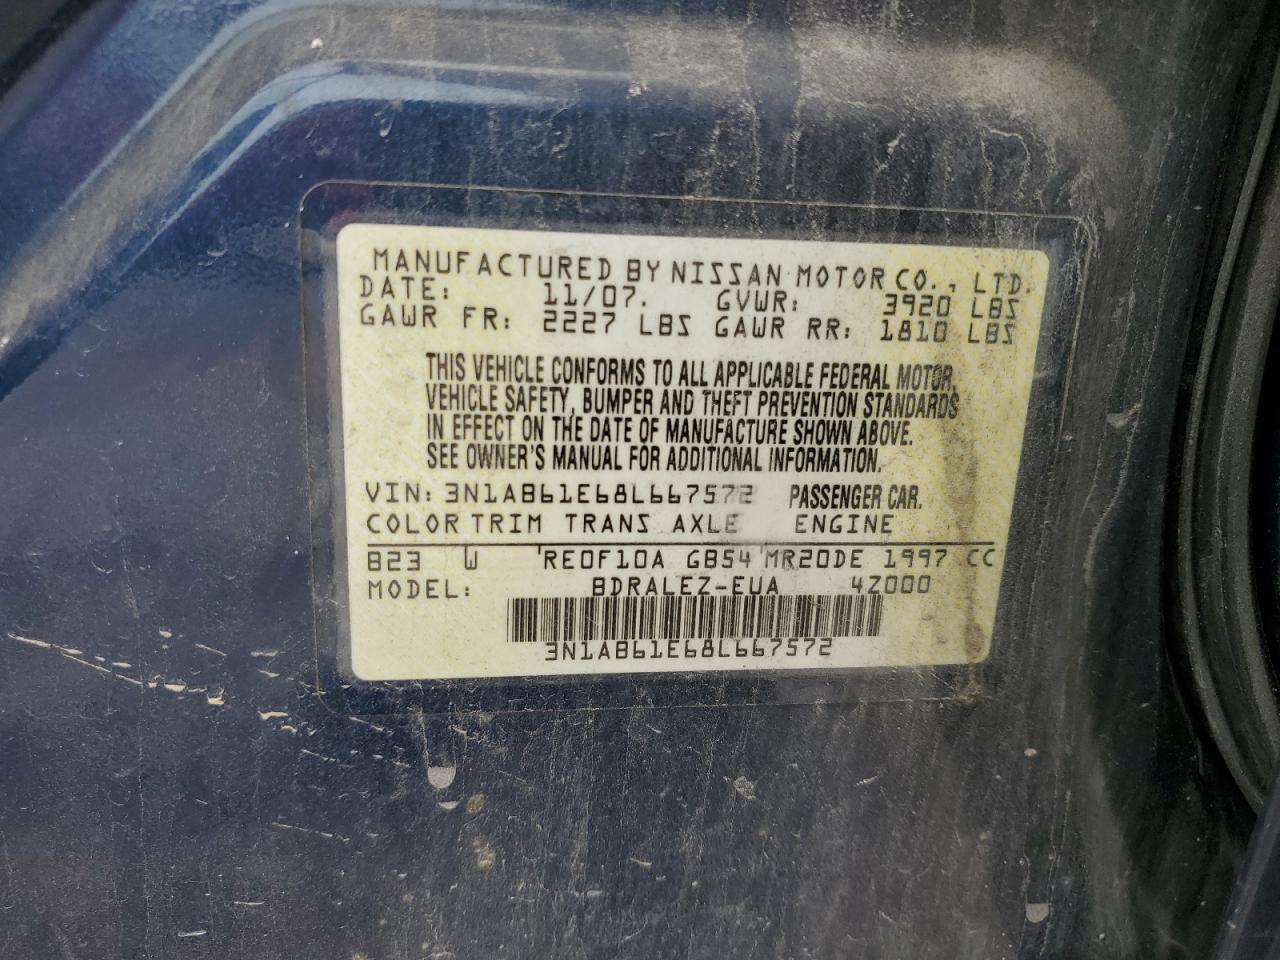 MANUFACTURED BY NISSAN MOTOR CO., LTD.
DATE: 11/07. GVWR: 3920 LBS
GAWR FR: 2227 LBS GAWR RR: 1810 LBS
THIS VEHICLE CONFORMS TO ALL APPLICABLE FEDERAL MOTOR
VEHICLE SAFETY, BUMPER AND THEFT PREVENTION STANDARDS
IN EFFECT ON THE DATE OF MANUFACTURE SHOWN ABOVE.
SEE OWNER'S MANUAL FOR ADDITIONAL INFORMATION.
VIN: 3N1AB61E68L667572 PASSENGER CAR.
COLOR TRIM TRANS AXLE ENGINE
B23 W RE0F10A GB54 MR20DE 1997 CC
MODEL: BDRALEZ-EUA 4Z000
3N1AB61E68L667572